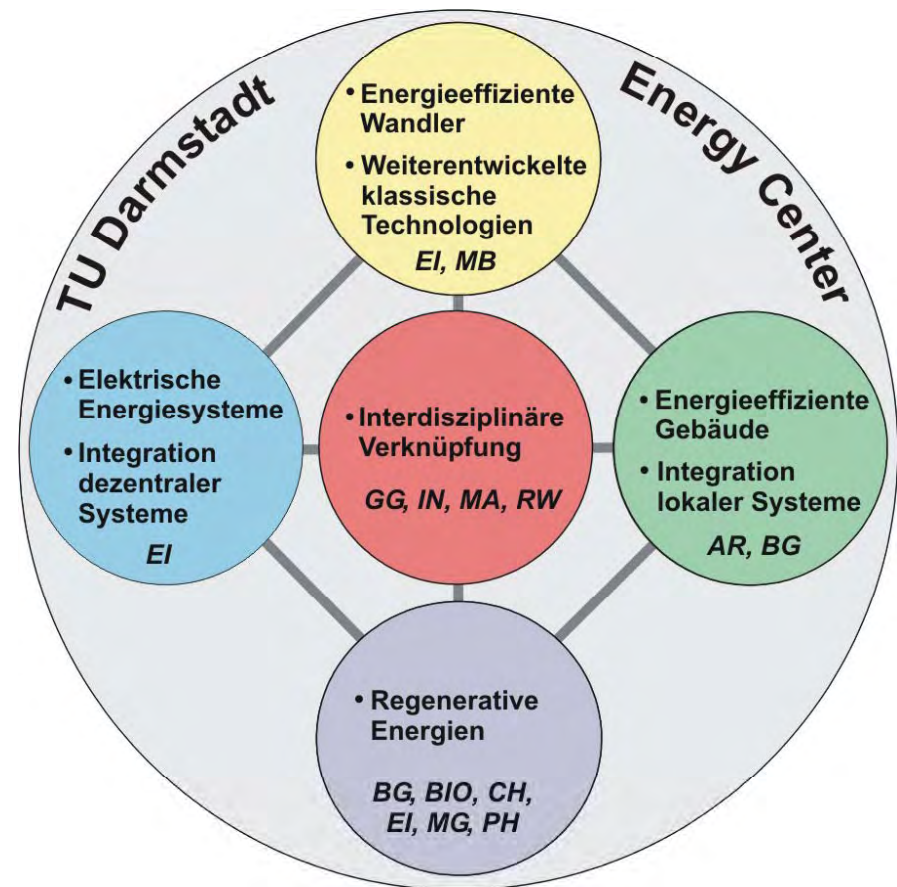 TU Darmstadt
Energy Center
• Energieeffiziente
Wandler
• Weiterentwickelte
klassische
Technologien
EI, MB
• Elektrische
Energiesysteme
• Integration
dezentraler
Systeme
EI
• Interdisziplinäre
Verknüpfung
GG, IN, MA, RW
• Energieeffiziente
Gebäude
• Integration
lokaler Systeme
AR, BG
• Regenerative
Energien
BG, BIO, CH,
EI, MG, PH